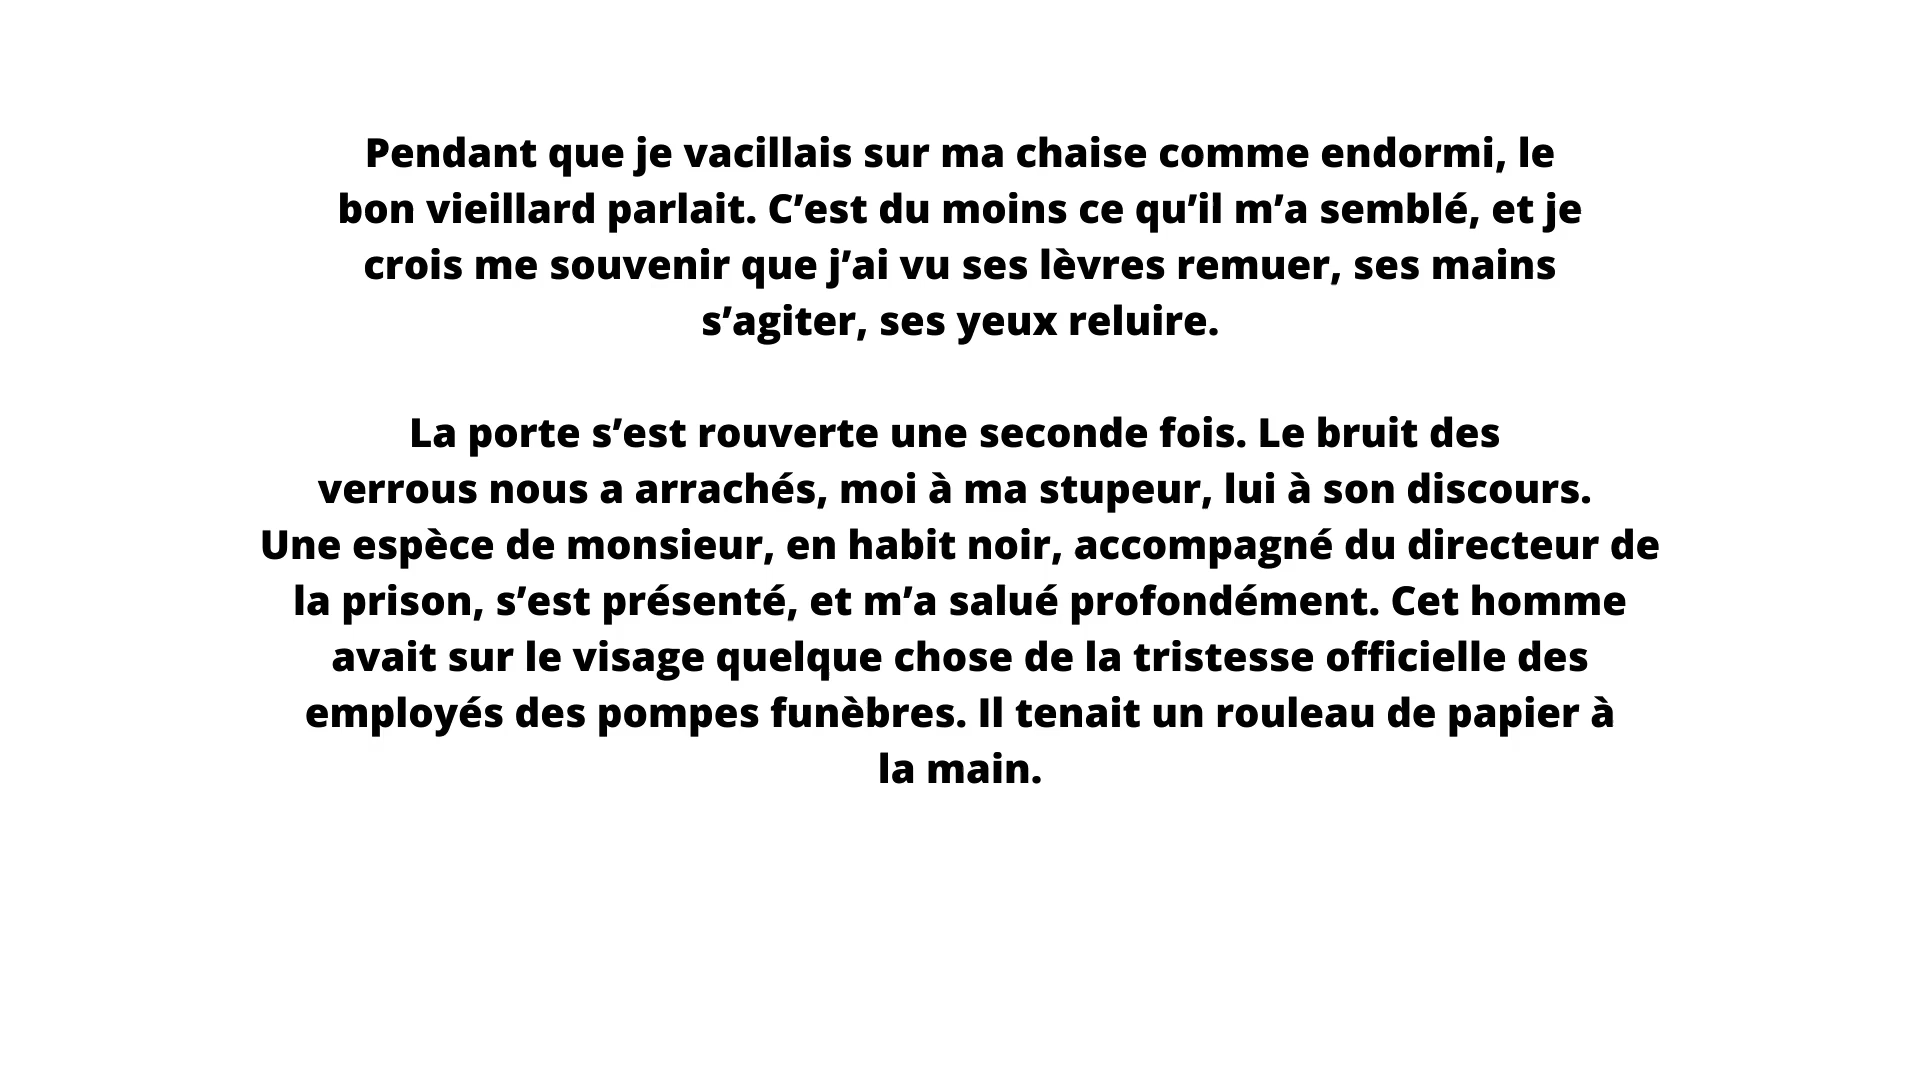 Pendant que je vacillais sur ma chaise comme endormi, le
bon vieillard parlait. C’est du moins ce qu’il m’a semblé, et je
crois me souvenir que j’ai vu ses lèvres remuer, ses mains
s’agiter, ses yeux reluire.
La porte s’est rouverte une seconde fois. Le bruit des
verrous nous a arrachés, moi à ma stupeur, lui à son discours.
Une espèce de monsieur, en habit noir, accompagné du directeur de
la prison, s’est présenté, et m’a salué profondément. Cet homme
avait sur le visage quelque chose de la tristesse officielle des
employés des pompes funèbres. Il tenait un rouleau de papier à
la main.